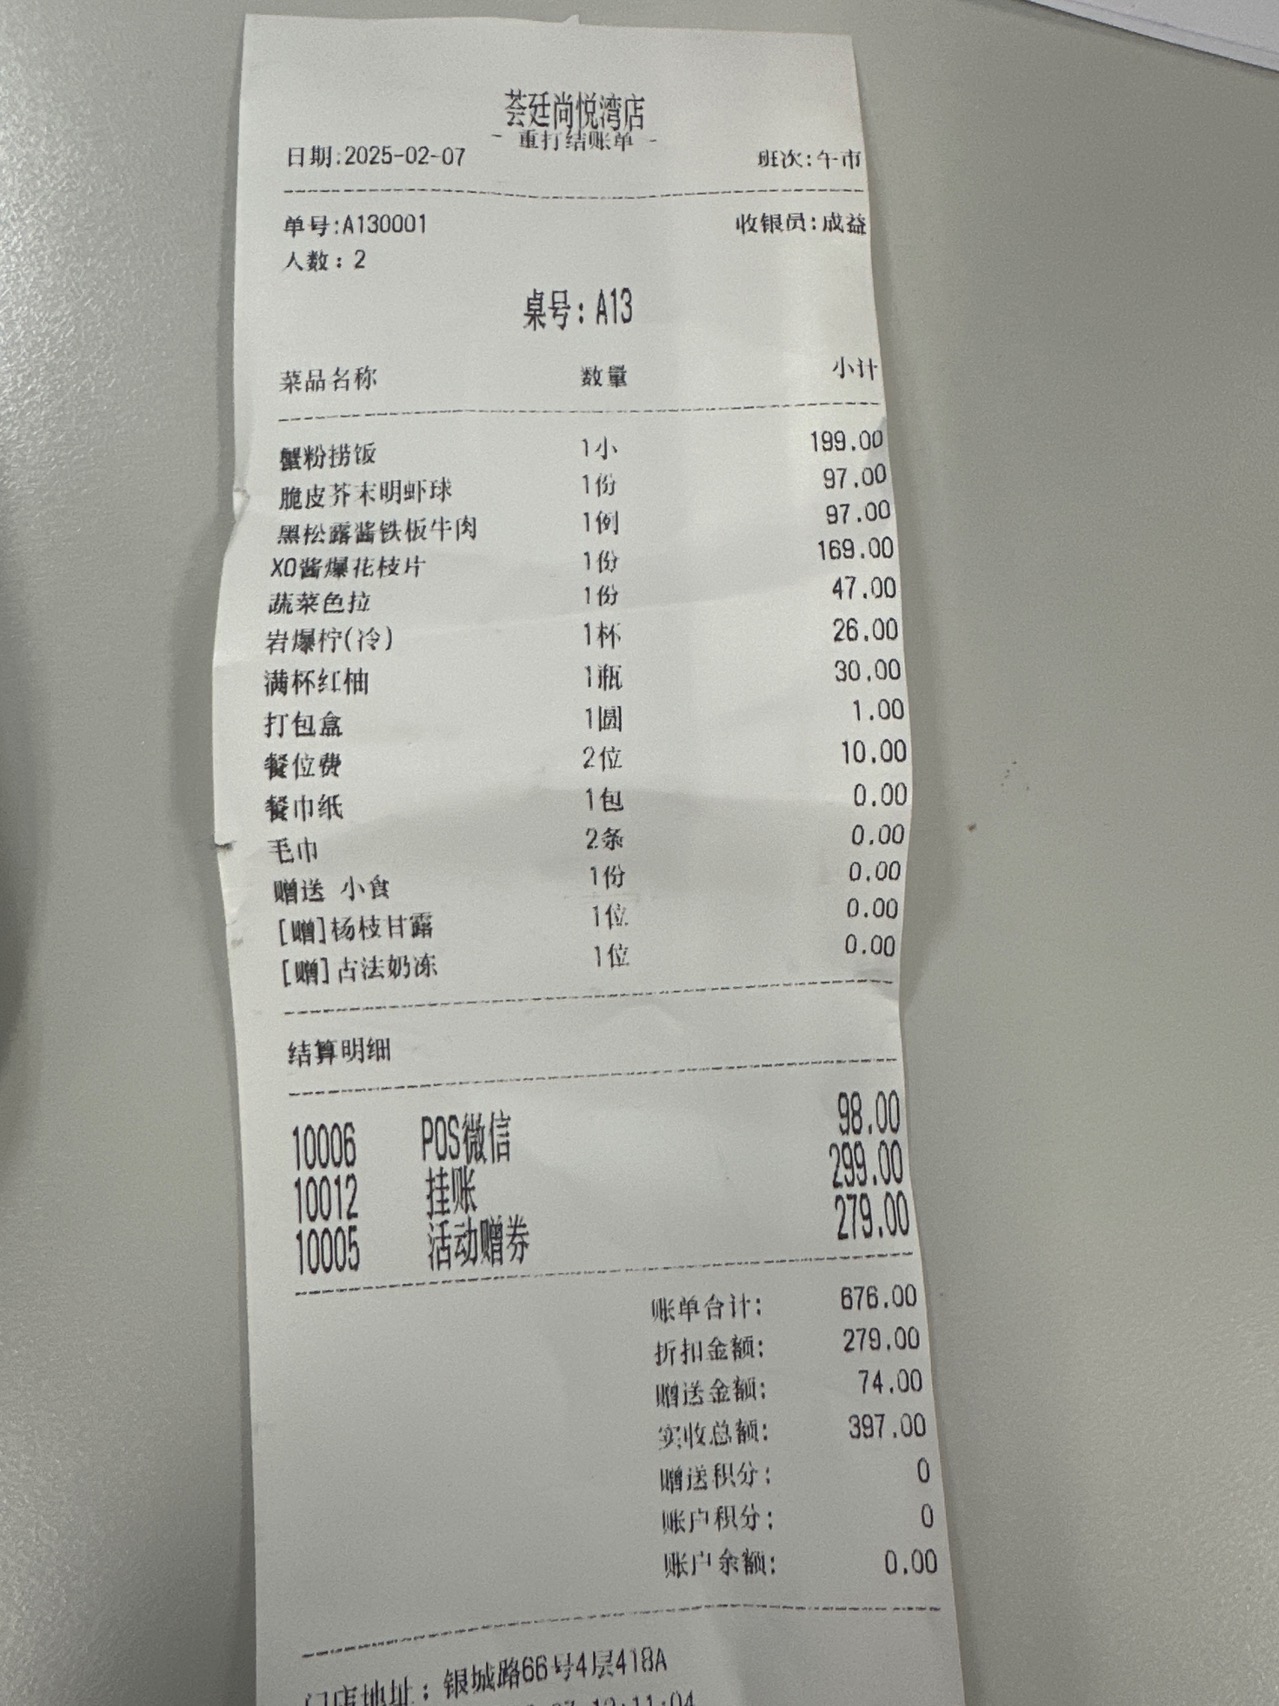 荟廷尚悦湾店
- 重打结账单 -
日期:2025-02-07 班次:午市
单号:A130001 收银员:成益
人数: 2
桌号: A13
菜品名称 数量 小计
蟹粉捞饭 1小 199.00
脆皮芥末明虾球 1份 97.00
黑松露酱铁板牛肉 1例 97.00
XO酱爆花枝片 1份 169.00
蔬菜色拉 1份 47.00
岩爆柠(冷) 1杯 26.00
满杯红柚 1瓶 30.00
打包盒 1圆 1.00
餐位费 2位 10.00
餐巾纸 1包 0.00
毛巾 2条 0.00
赠送 小食 1份 0.00
[赠]杨枝甘露 1位 0.00
[赠]古法奶冻 1位 0.00
结算明细
10006 POS微信 98.00
10012 挂账 299.00
10005 活动赠券 279.00
账单合计: 676.00
折扣金额: 279.00
赠送金额: 74.00
实收总额: 397.00
赠送积分: 0
账户积分: 0
账户余额: 0.00
门店地址: 银城路66号4层418A